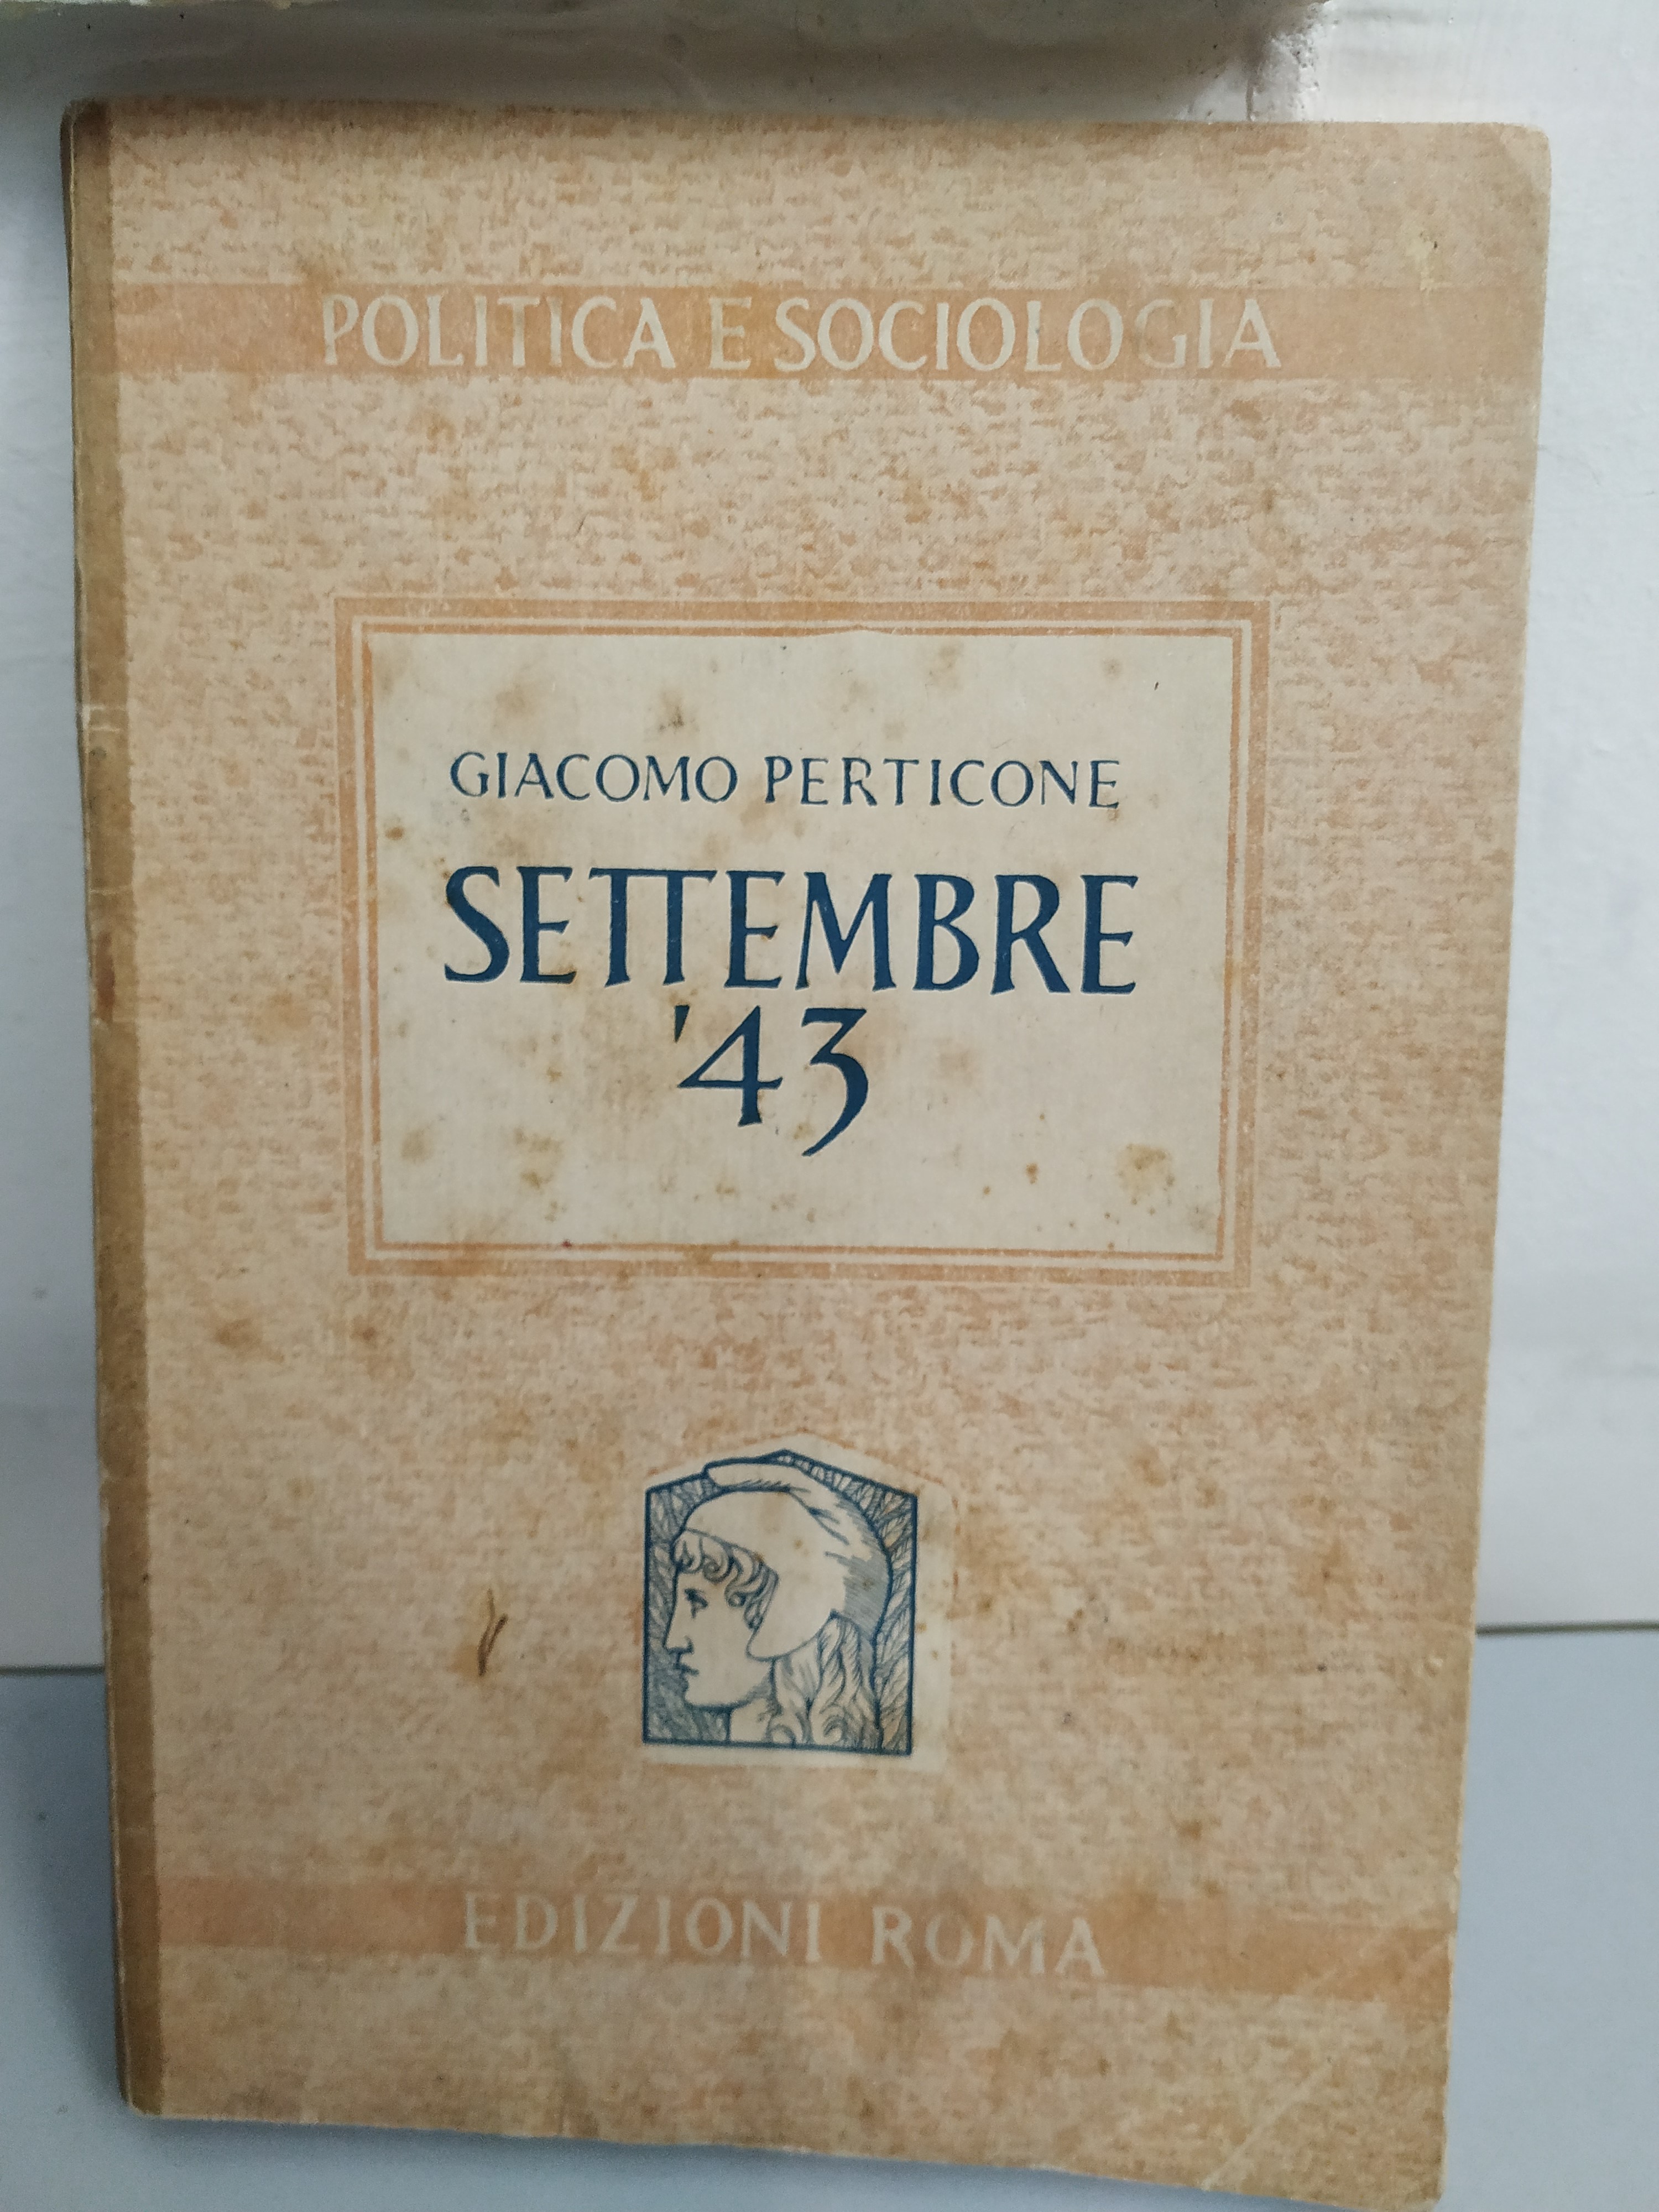 POLITICA E SOCIOLOGIA
GIACOMO PERTICONE
SETTEMBRE
'43
EDIZIONI ROMA